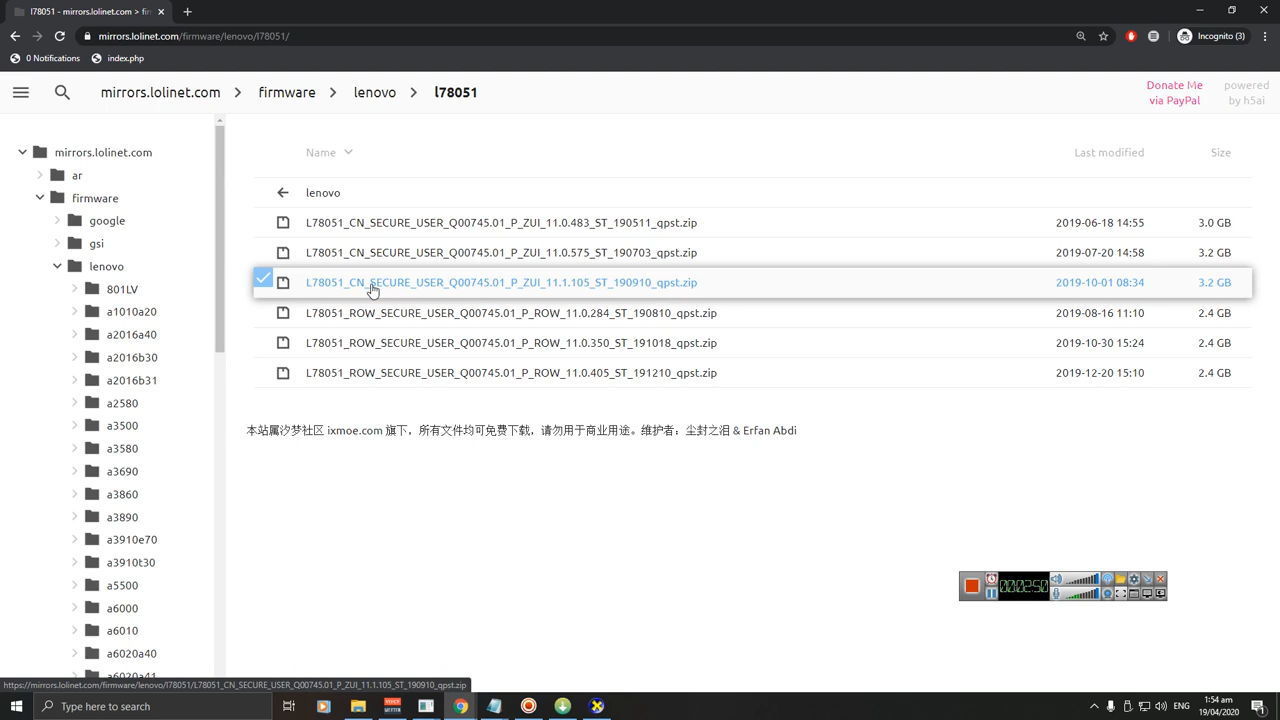 l78051 - mirrors.lolinet.com > fir
mirrors.lolinet.com/firmware/lenovo/l78051/
Incognito (3)
0 Notifications
index.php
mirrors.lolinet.com > firmware > lenovo > l78051
Donate Me
via PayPal
powered
by h5ai
mirrors.lolinet.com
ar
firmware
google
gsi
lenovo
801LV
a1010a20
a2016a40
a2016b30
a2016b31
a2580
a3500
a3580
a3690
a3860
a3890
a3910e70
a3910t30
a5500
a6000
a6010
a6020a40
a6020a41
Name Last modified Size
lenovo
L78051_CN_SECURE_USER_Q00745.01_P_ZUI_11.0.483_ST_190511_qpst.zip 2019-06-18 14:55 3.0 GB
L78051_CN_SECURE_USER_Q00745.01_P_ZUI_11.0.575_ST_190703_qpst.zip 2019-07-20 14:58 3.2 GB
L78051_CN_SECURE_USER_Q00745.01_P_ZUI_11.1.105_ST_190910_qpst.zip 2019-10-01 08:34 3.2 GB
L78051_ROW_SECURE_USER_Q00745.01_P_ROW_11.0.284_ST_190810_qpst.zip 2019-08-16 11:10 2.4 GB
L78051_ROW_SECURE_USER_Q00745.01_P_ROW_11.0.350_ST_191018_qpst.zip 2019-10-30 15:24 2.4 GB
L78051_ROW_SECURE_USER_Q00745.01_P_ROW_11.0.405_ST_191210_qpst.zip 2019-12-20 15:10 2.4 GB
本站属汐梦社区 ixmoe.com 旗下，所有文件均可免费下载，请勿用于商业用途。维护者：尘封之泪 & Erfan Abdi
00:02:50
https://mirrors.lolinet.com/firmware/lenovo/l78051/L78051_CN_SECURE_USER_Q00745.01_P_ZUI_11.1.105_ST_190910_qpst.zip
Type here to search
ENG
1:54 am
19/04/2020